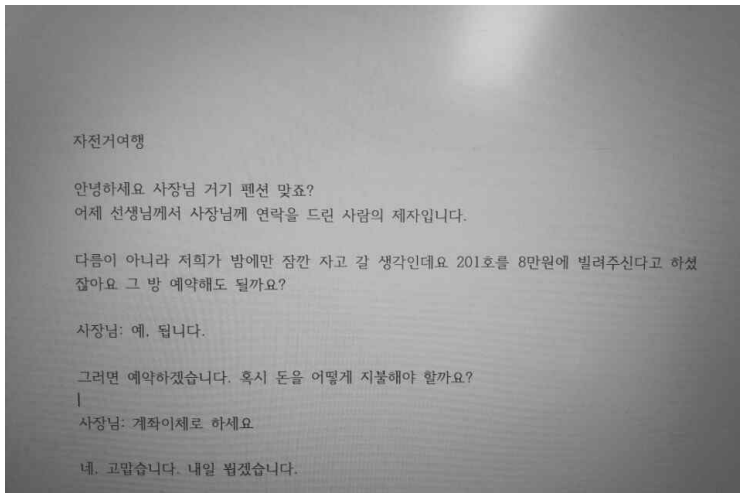 자전거여행
안녕하세요 사장님 거기 펜션 맞죠?
어제 선생님께서 사장님께 연락을 드린 사람의 제자입니다.
다름이 아니라 저희가 밤에만 잠깐 자고 갈 생각인데요 201호를 8만원에 빌려주신다고 하셨
잖아요 그 방 예약해도 될까요?
사장님: 예, 됩니다.
그러면 예약하겠습니다. 혹시 돈을 어떻게 지불해야 할까요?
사장님: 계좌이체로 하세요
네, 고맙습니다. 내일 뵙겠습니다.